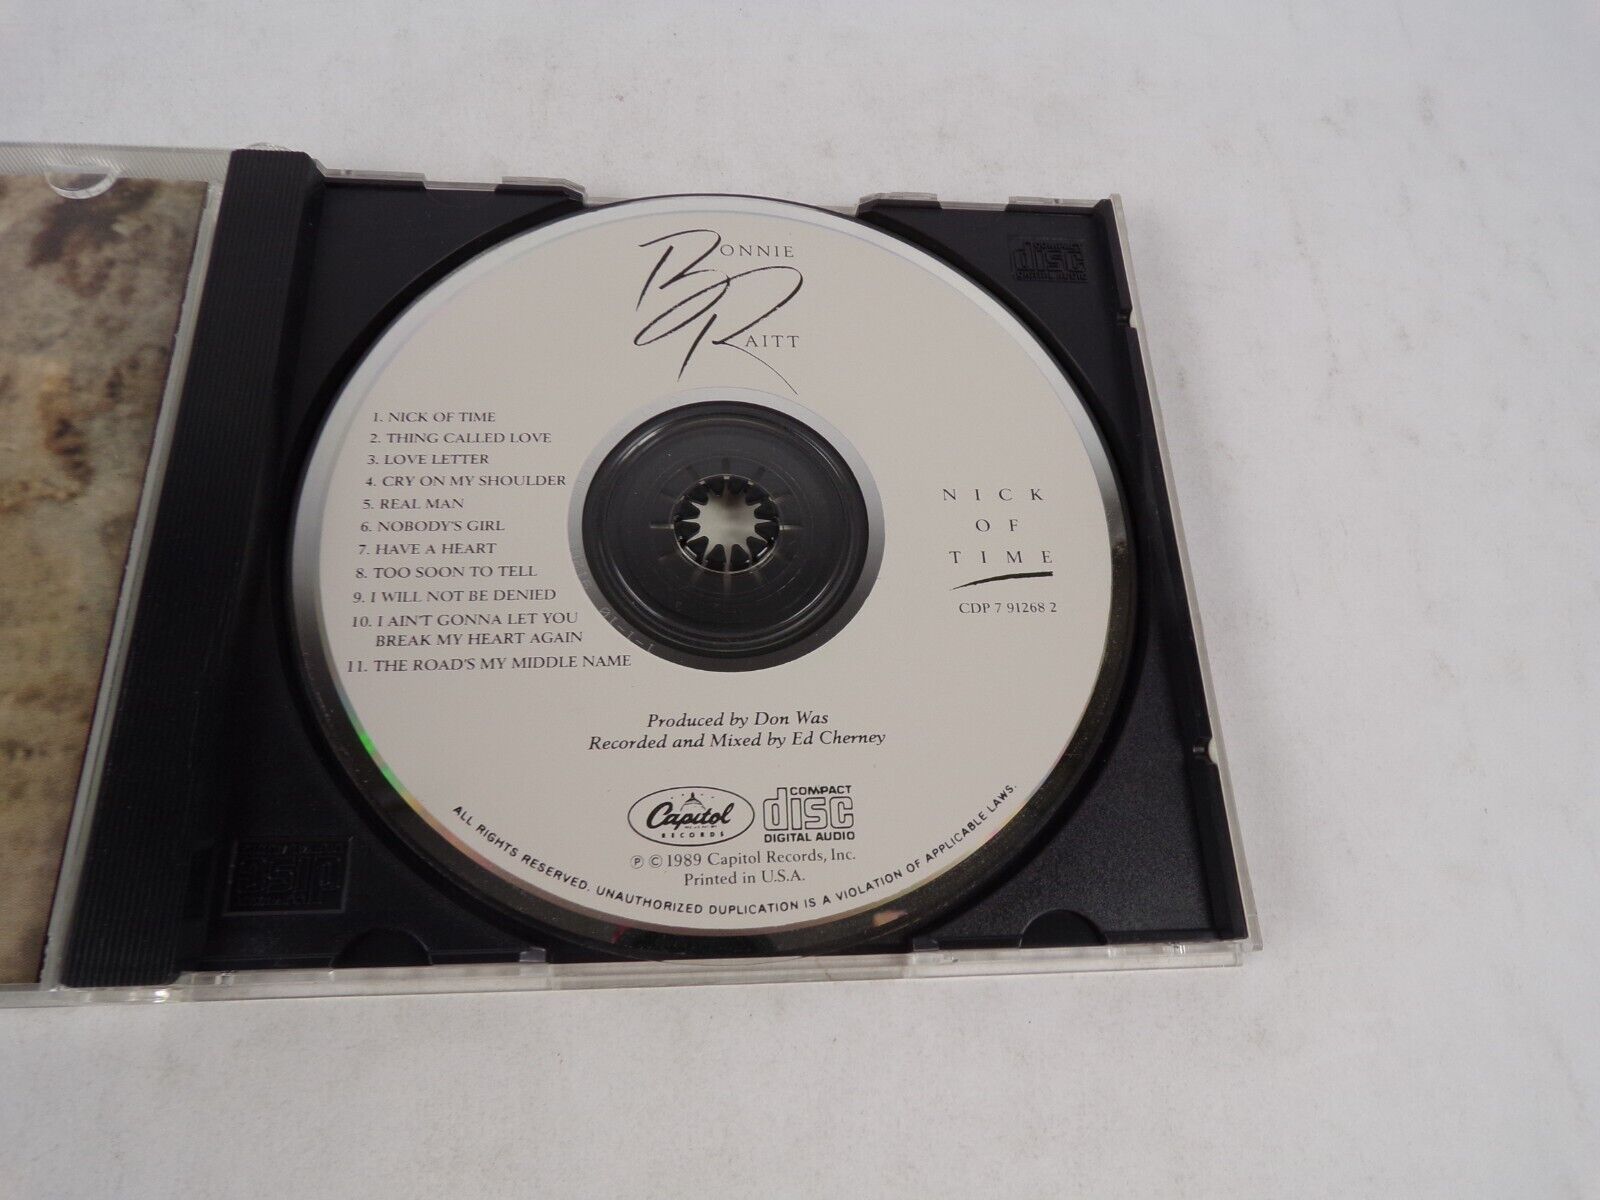 BONNIE
RAITT
1. NICK OF TIME
2. THING CALLED LOVE
3. LOVE LETTER
4. CRY ON MY SHOULDER
5. REAL MAN
6. NOBODY'S GIRL
7. HAVE A HEART
8. TOO SOON TO TELL
9. I WILL NOT BE DENIED
10. I AIN'T GONNA LET YOU
BREAK MY HEART AGAIN
11. THE ROAD'S MY MIDDLE NAME
NICK
OF
TIME
CDP 7 91268 2
Produced by Don Was
Recorded and Mixed by Ed Cherney
Capitol
RECORDS
COMPACT
disc
DIGITAL AUDIO
℗ © 1989 Capitol Records, Inc.
Printed in U.S.A.
ALL RIGHTS RESERVED. UNAUTHORIZED DUPLICATION IS A VIOLATION OF APPLICABLE LAWS.
COMPACT
disc
DIGITAL AUDIO